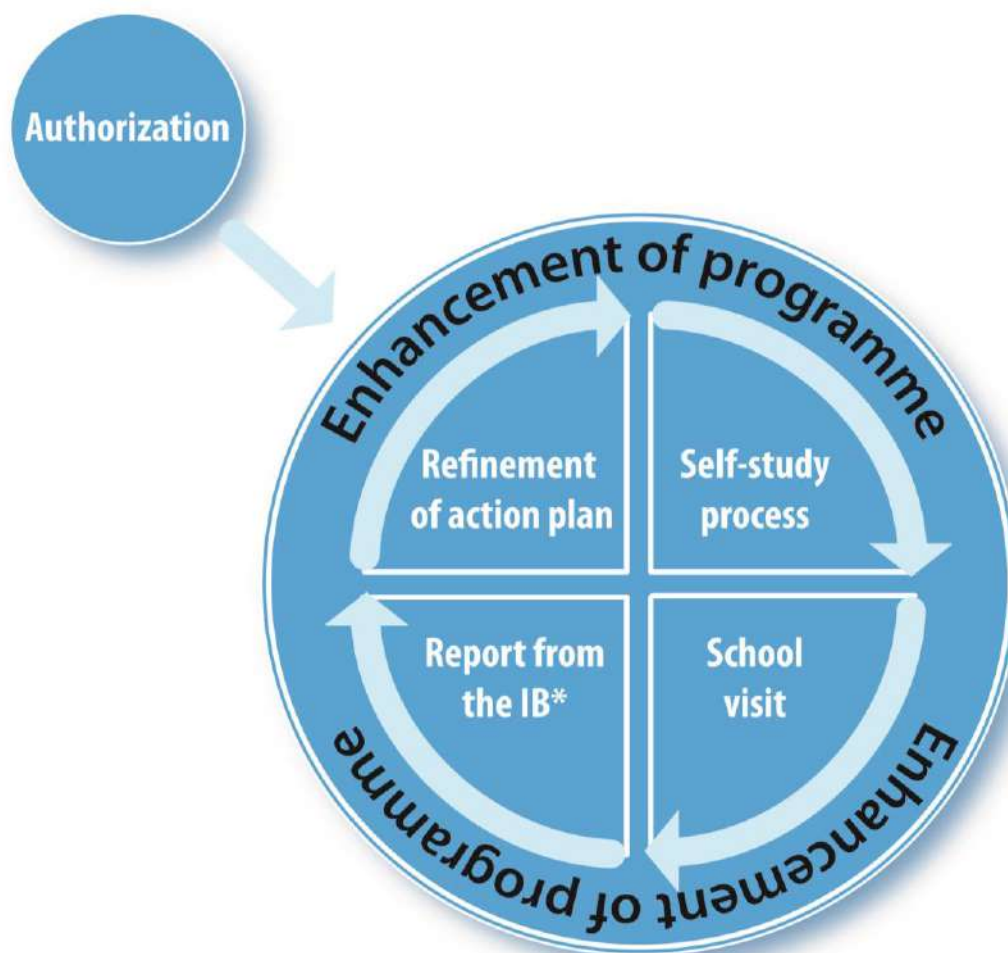 Authorization
Enhancement of programme
Refinement
of action plan
Self-study
process
Report from
the IB*
School
visit
Enhancement of programme